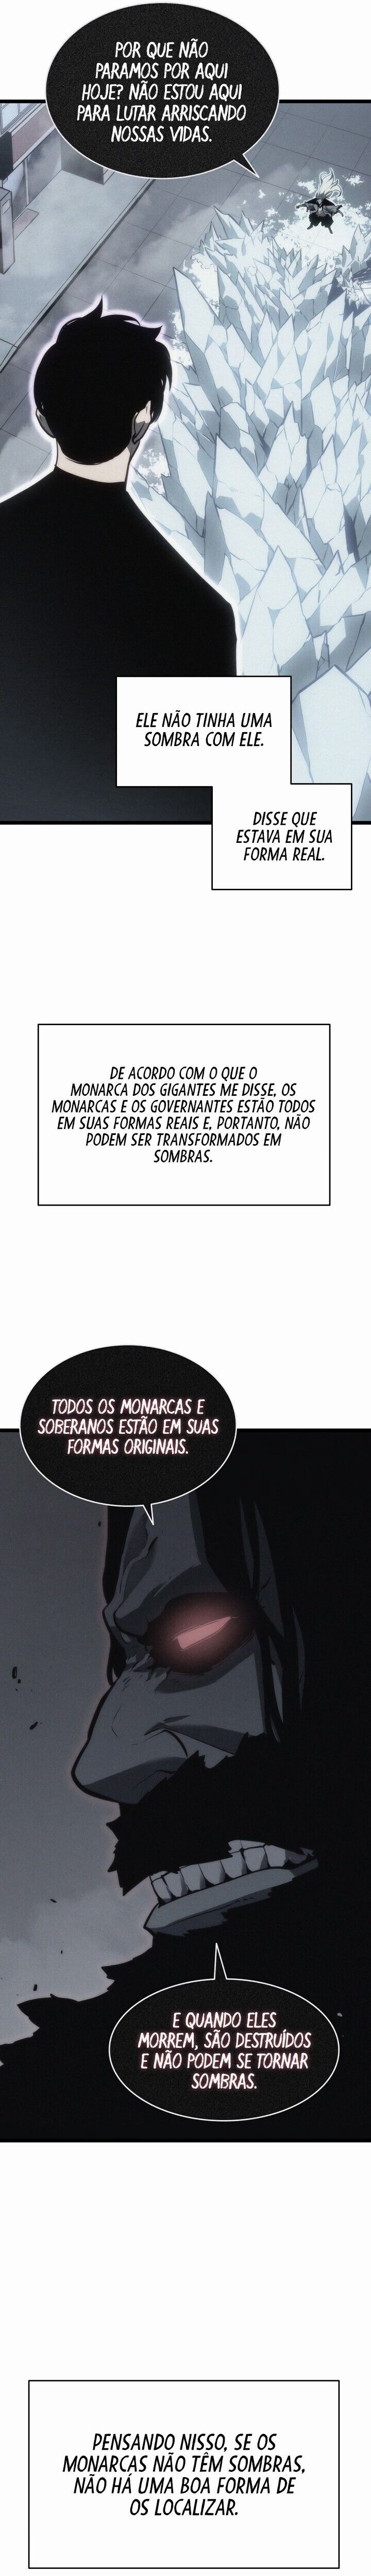 POR QUE NÃO
PARAMOS POR AQUI
HOJE? NÃO ESTOU AQUI
PARA LUTAR ARRISCANDO
NOSSAS VIDAS.
ELE NÃO TINHA UMA
SOMBRA COM ELE.
DISSE QUE
ESTAVA EM SUA
FORMA REAL.
DE ACORDO COM O QUE O
MONARCA DOS GIGANTES ME DISSE, OS
MONARCAS E OS GOVERNANTES ESTÃO TODOS
EM SUAS FORMAS REAIS E, PORTANTO, NÃO
PODEM SER TRANSFORMADOS EM
SOMBRAS.
TODOS OS MONARCAS E
SOBERANOS ESTÃO EM SUAS
FORMAS ORIGINAIS.
E QUANDO ELES
MORREM, SÃO DESTRUÍDOS
E NÃO PODEM SE TORNAR
SOMBRAS.
PENSANDO NISSO, SE OS
MONARCAS NÃO TÊM SOMBRAS,
NÃO HÁ UMA BOA FORMA DE
OS LOCALIZAR.